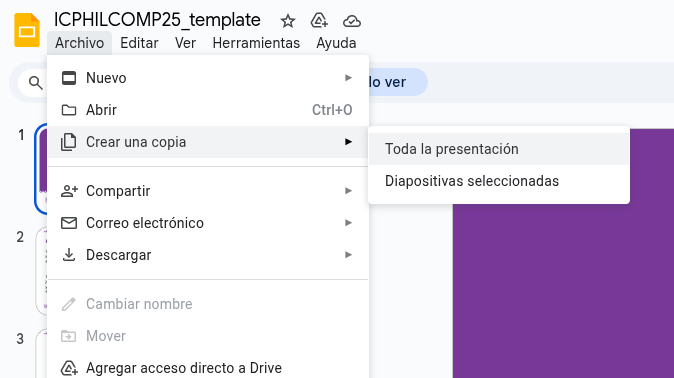 ICPHILCOMP25_template
Archivo Editar Ver Herramientas Ayuda
lo ver
Nuevo
Abrir Ctrl+O
Crear una copia
Toda la presentación
Diapositivas seleccionadas
Compartir
Correo electrónico
Descargar
Cambiar nombre
Mover
Agregar acceso directo a Drive
1
2
3